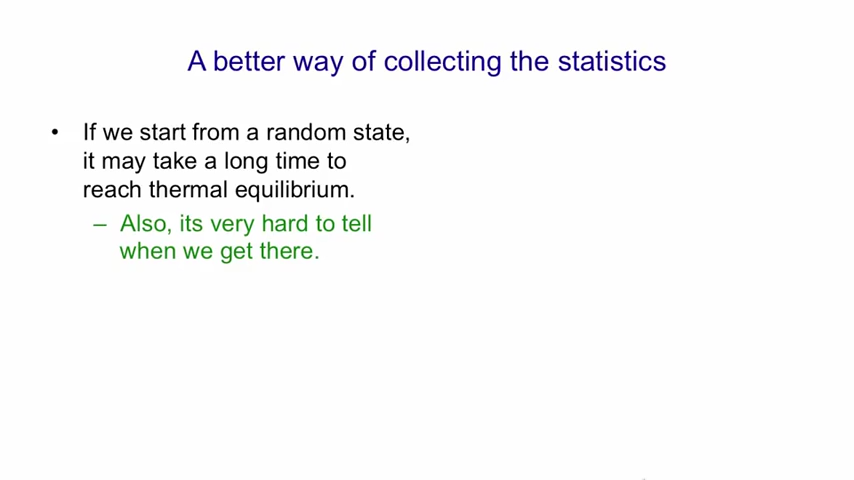 A better way of collecting the statistics
• If we start from a random state,
it may take a long time to
reach thermal equilibrium.
– Also, its very hard to tell
when we get there.